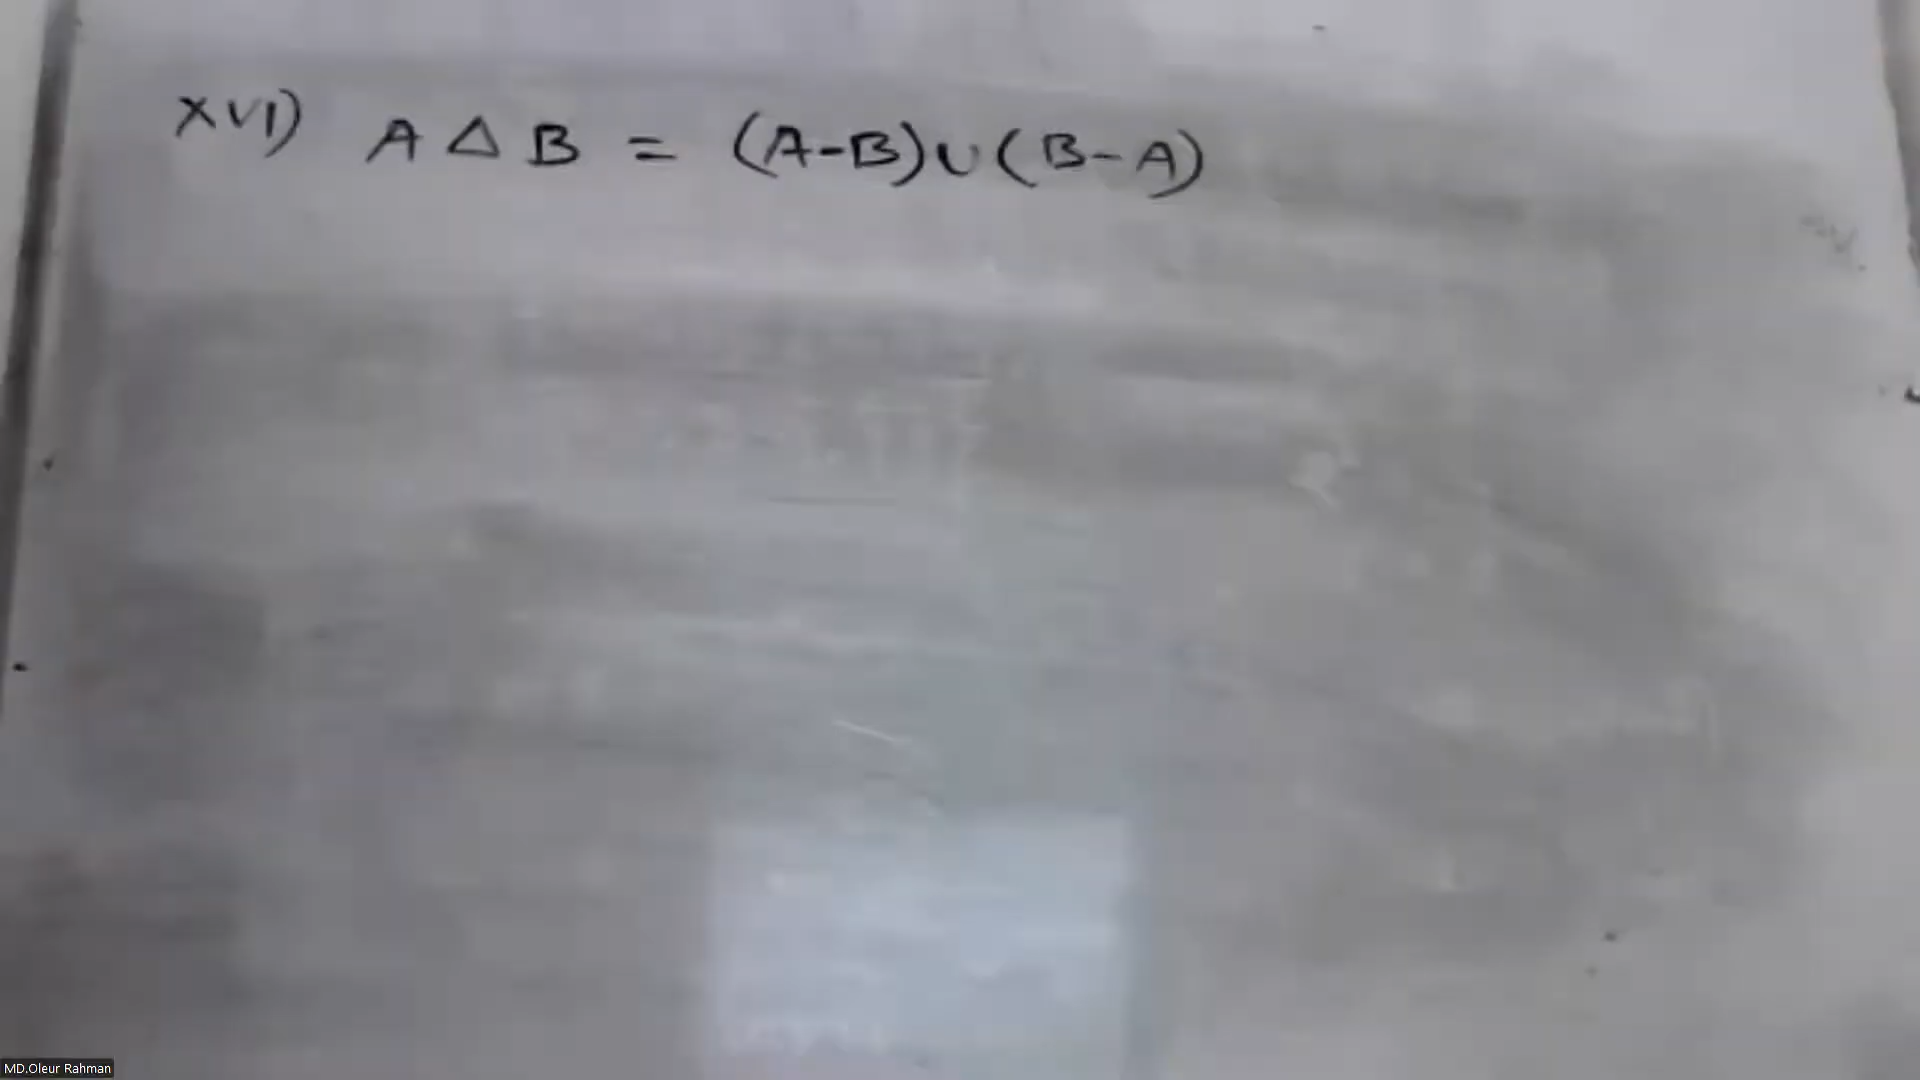 XVI) A △ B = (A-B)∪(B-A)
MD.Oleur Rahman